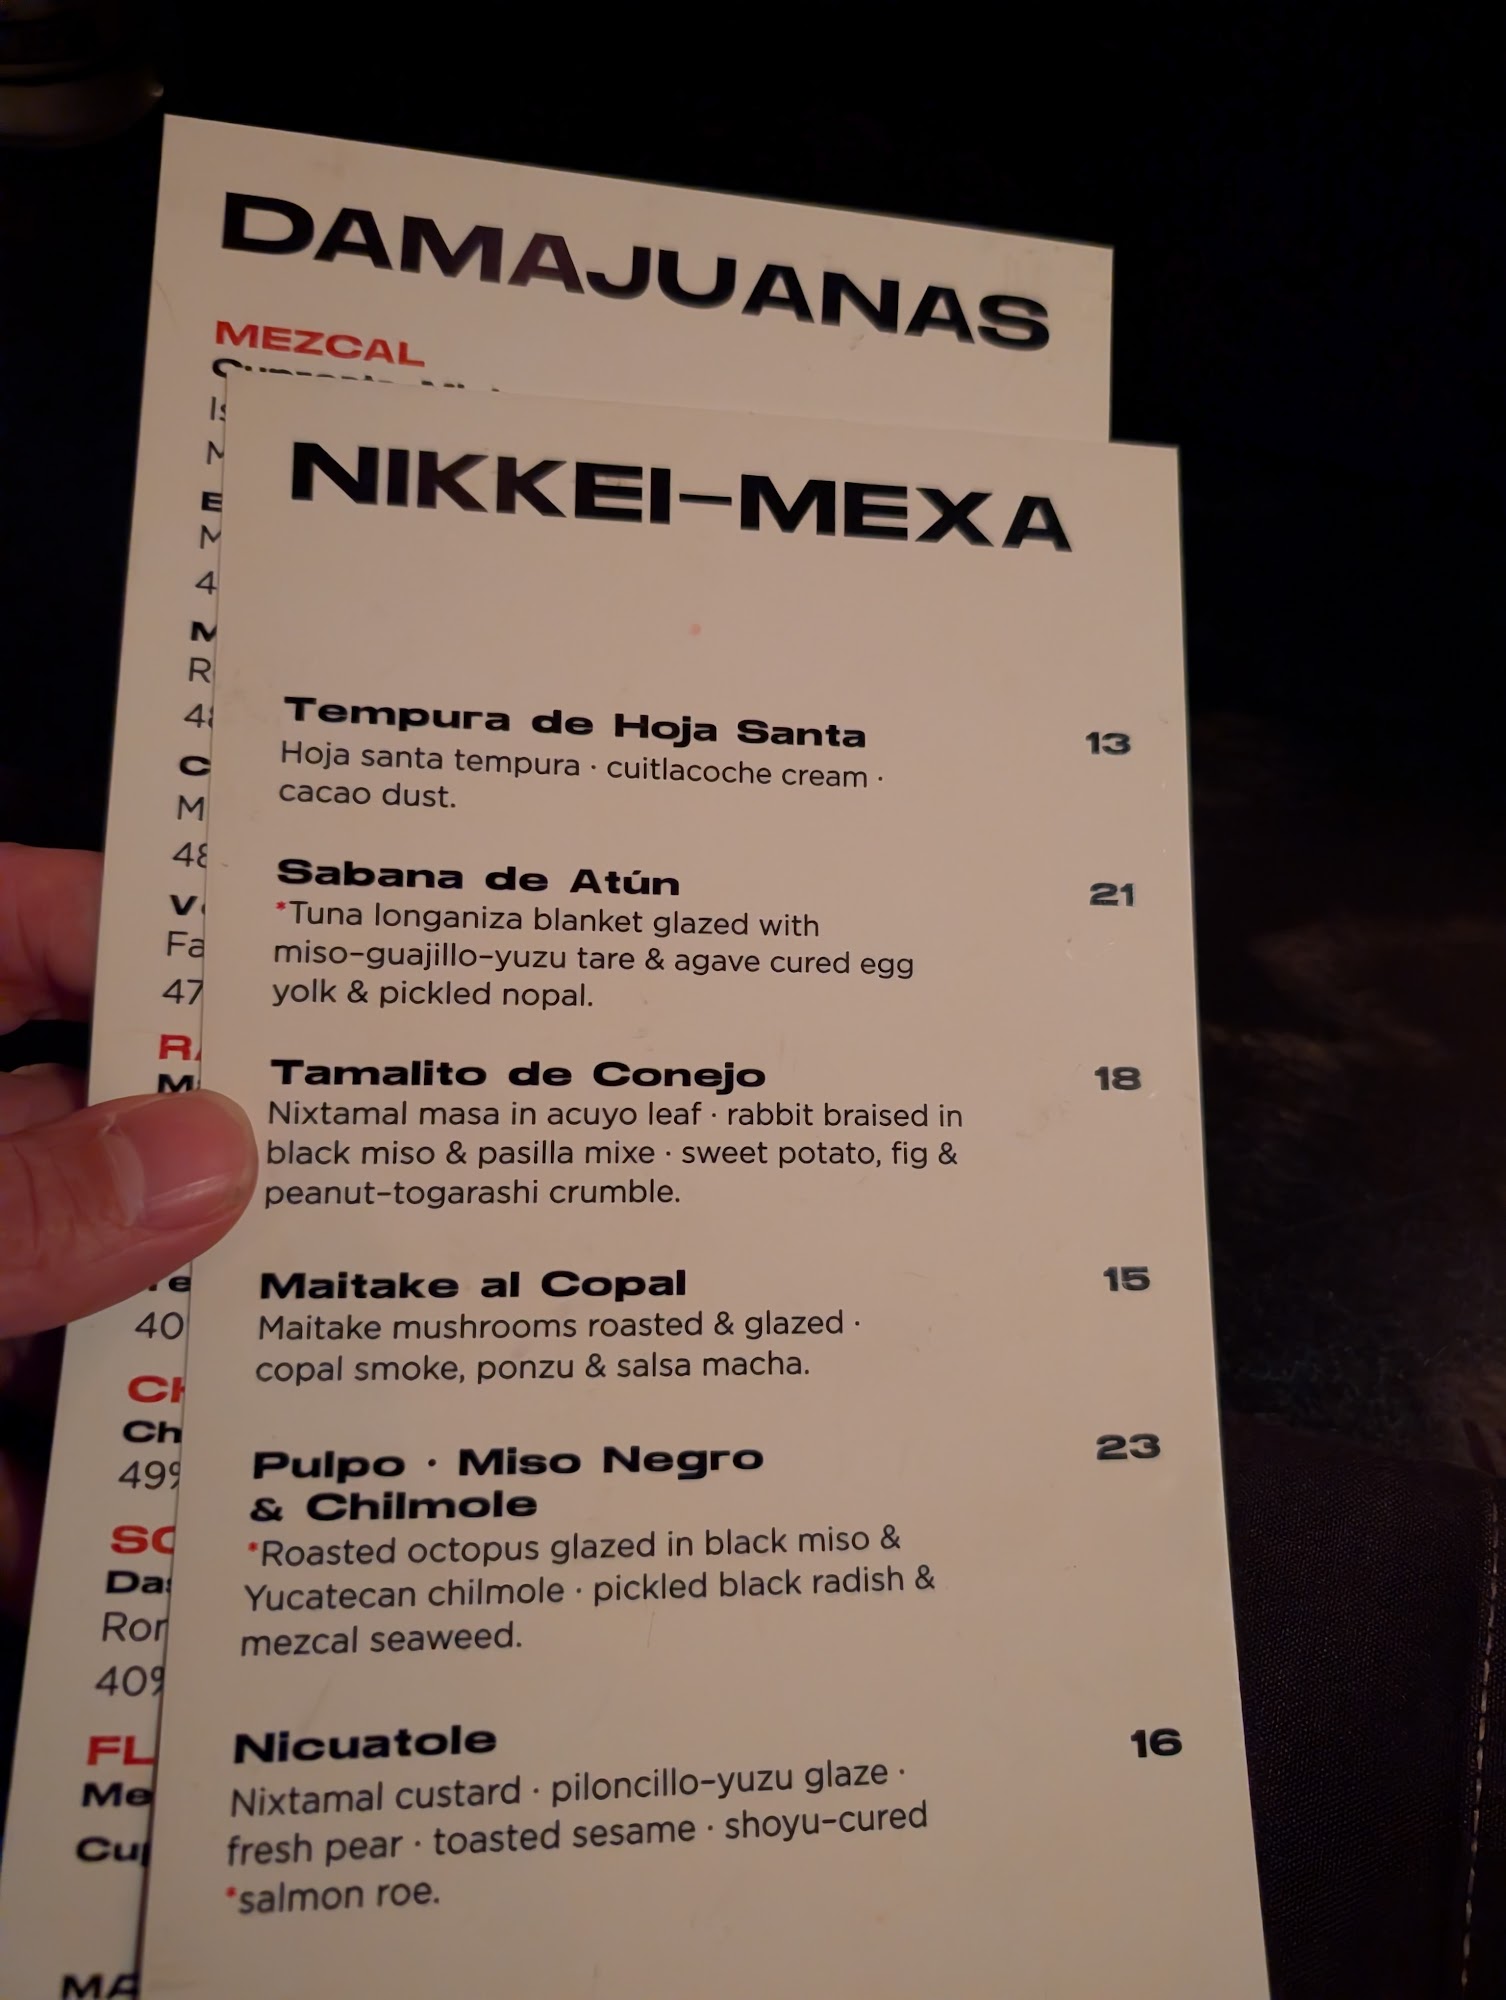 DAMAJUANAS
MEZCAL
NIKKEI-MEXA
Tempura de Hoja Santa 13
Hoja santa tempura · cuitlacoche cream ·
cacao dust.
Sabana de Atún 21
*Tuna longaniza blanket glazed with
miso-guajillo-yuzu tare & agave cured egg
yolk & pickled nopal.
Tamalito de Conejo 18
Nixtamal masa in acuyo leaf · rabbit braised in
black miso & pasilla mixe · sweet potato, fig &
peanut-togarashi crumble.
Maitake al Copal 15
Maitake mushrooms roasted & glazed ·
copal smoke, ponzu & salsa macha.
Pulpo · Miso Negro 23
& Chilmole
*Roasted octopus glazed in black miso &
Yucatecan chilmole · pickled black radish &
mezcal seaweed.
Nicuatole 16
Nixtamal custard · piloncillo-yuzu glaze ·
fresh pear · toasted sesame · shoyu-cured
*salmon roe.